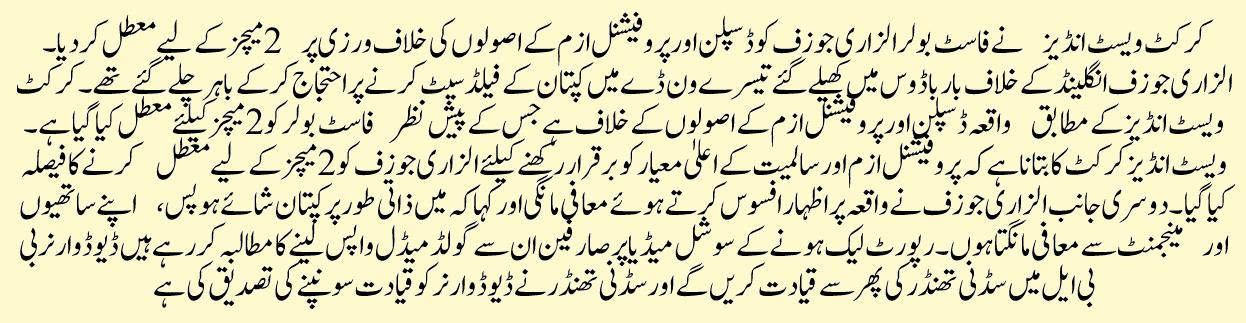 کرکٹ ویسٹ انڈیز نے فاسٹ بولر الزاری جوزف کو ڈسپلن اور پروفیشنل ازم کے اصولوں کی خلاف ورزی پر 2 میچز کے لیے معطل کر دیا۔
الزاری جوزف انگلینڈ کے خلاف بارباڈوس میں کھیلے گئے تیسرے ون ڈے میں کپتان کے فیلڈ سیٹ کرنے پر احتجاج کر کے باہر چلے گئے تھے۔ کرکٹ
ویسٹ انڈیز کے مطابق واقعہ ڈسپلن اور پروفیشنل ازم کے اصولوں کے خلاف ہے جس کے پیش نظر فاسٹ بولر کو 2 میچز کیلئے معطل کیا گیا ہے۔
ویسٹ انڈیز کرکٹ کا بتانا ہے کہ پروفیشنل ازم اور سالمیت کے اعلیٰ معیار کو برقرار رکھنے کیلئے الزاری جوزف کو 2 میچز کے لیے معطل کرنے کا فیصلہ
کیا گیا۔ دوسری جانب الزاری جوزف نے واقعہ پر اظہار افسوس کرتے ہوئے معافی مانگی اور کہا کہ میں ذاتی طور پر کپتان شائے ہوپس، اپنے ساتھیوں
اور مینجمنٹ سے معافی مانگتا ہوں۔ رپورٹ لیک ہونے کے سوشل میڈیا پر صارفین ان سے گولڈ میڈل واپس لینے کا مطالبہ کر رہے ہیں ڈیوڈ وارنر بی
بی ایل میں سڈنی تھنڈر کی پھر سے قیادت کریں گے اور سڈنی تھنڈر نے ڈیوڈ وارنر کو قیادت سونپنے کی تصدیق کی ہے